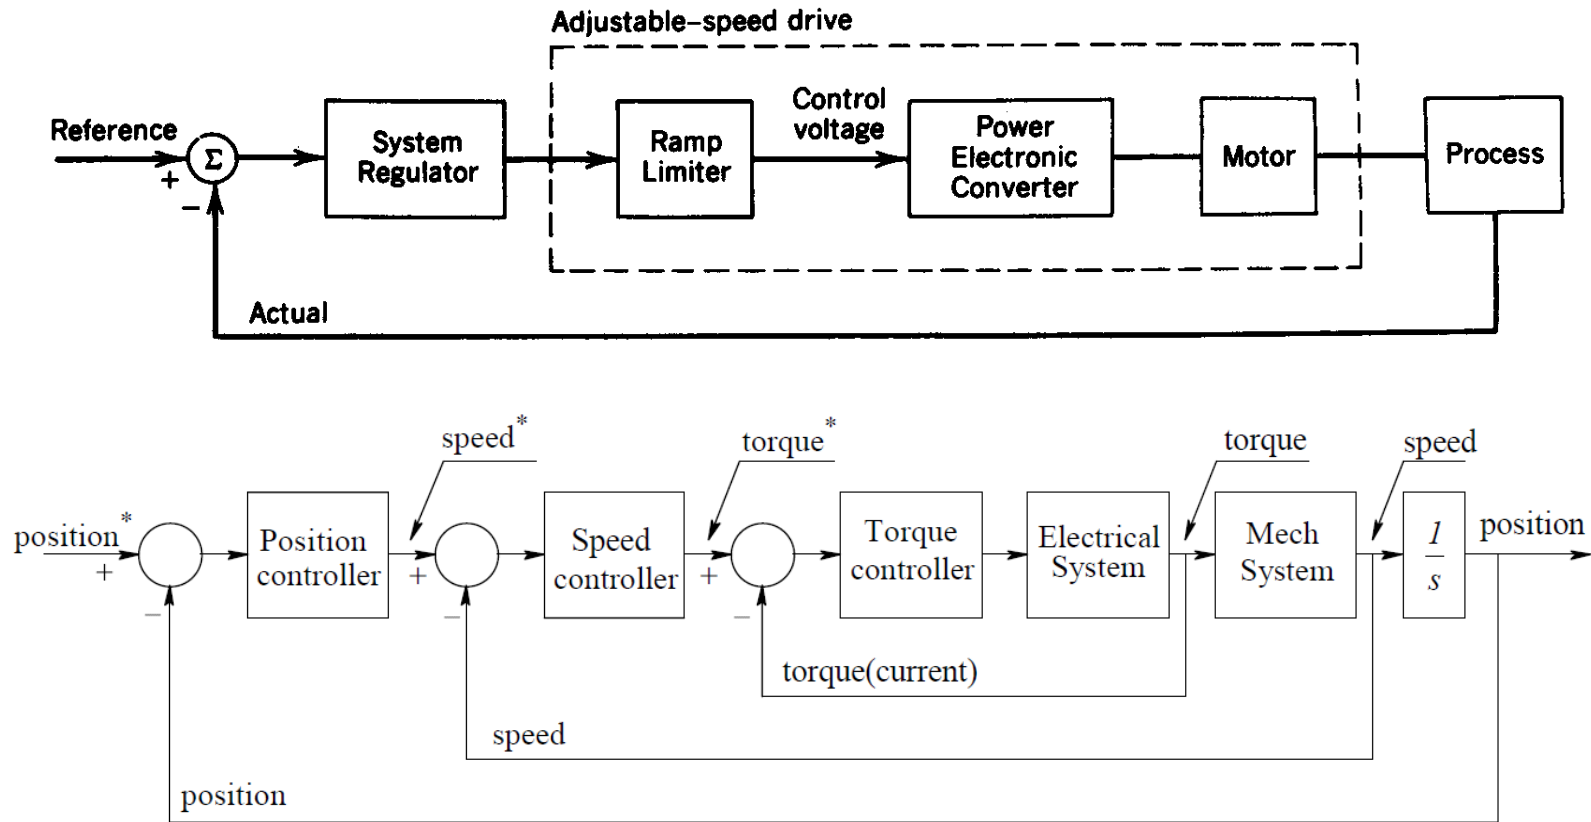 Adjustable-speed drive
Reference
+
−
Σ
System
Regulator
Ramp
Limiter
Control
voltage
Power
Electronic
Converter
Motor
Process
Actual
speed*
torque*
torque
speed
position*
+
−
Position
controller
+
−
Speed
controller
+
−
Torque
controller
Electrical
System
Mech
System
1
s
position
torque(current)
speed
position